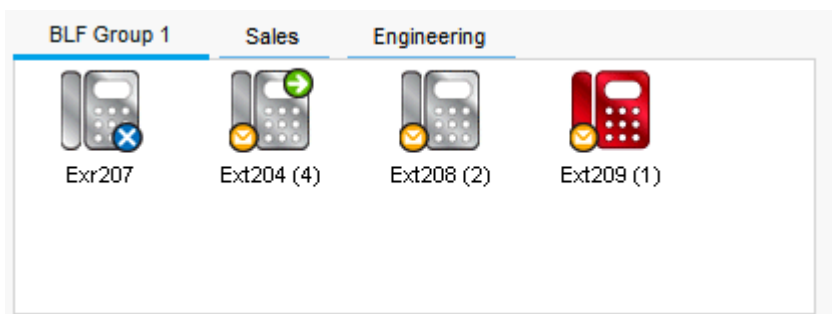 BLF Group 1 Sales Engineering
Exr207 Ext204 (4) Ext208 (2) Ext209 (1)